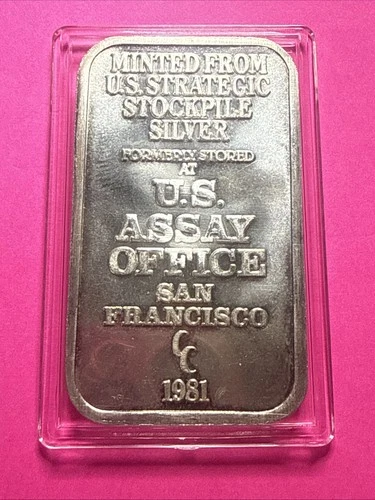 MINTED FROM
U.S. STRATEGIC
STOCKPILE
SILVER
FORMERLY STORED
AT
U.S.
ASSAY
OFFICE
SAN
FRANCISCO
CC
1981